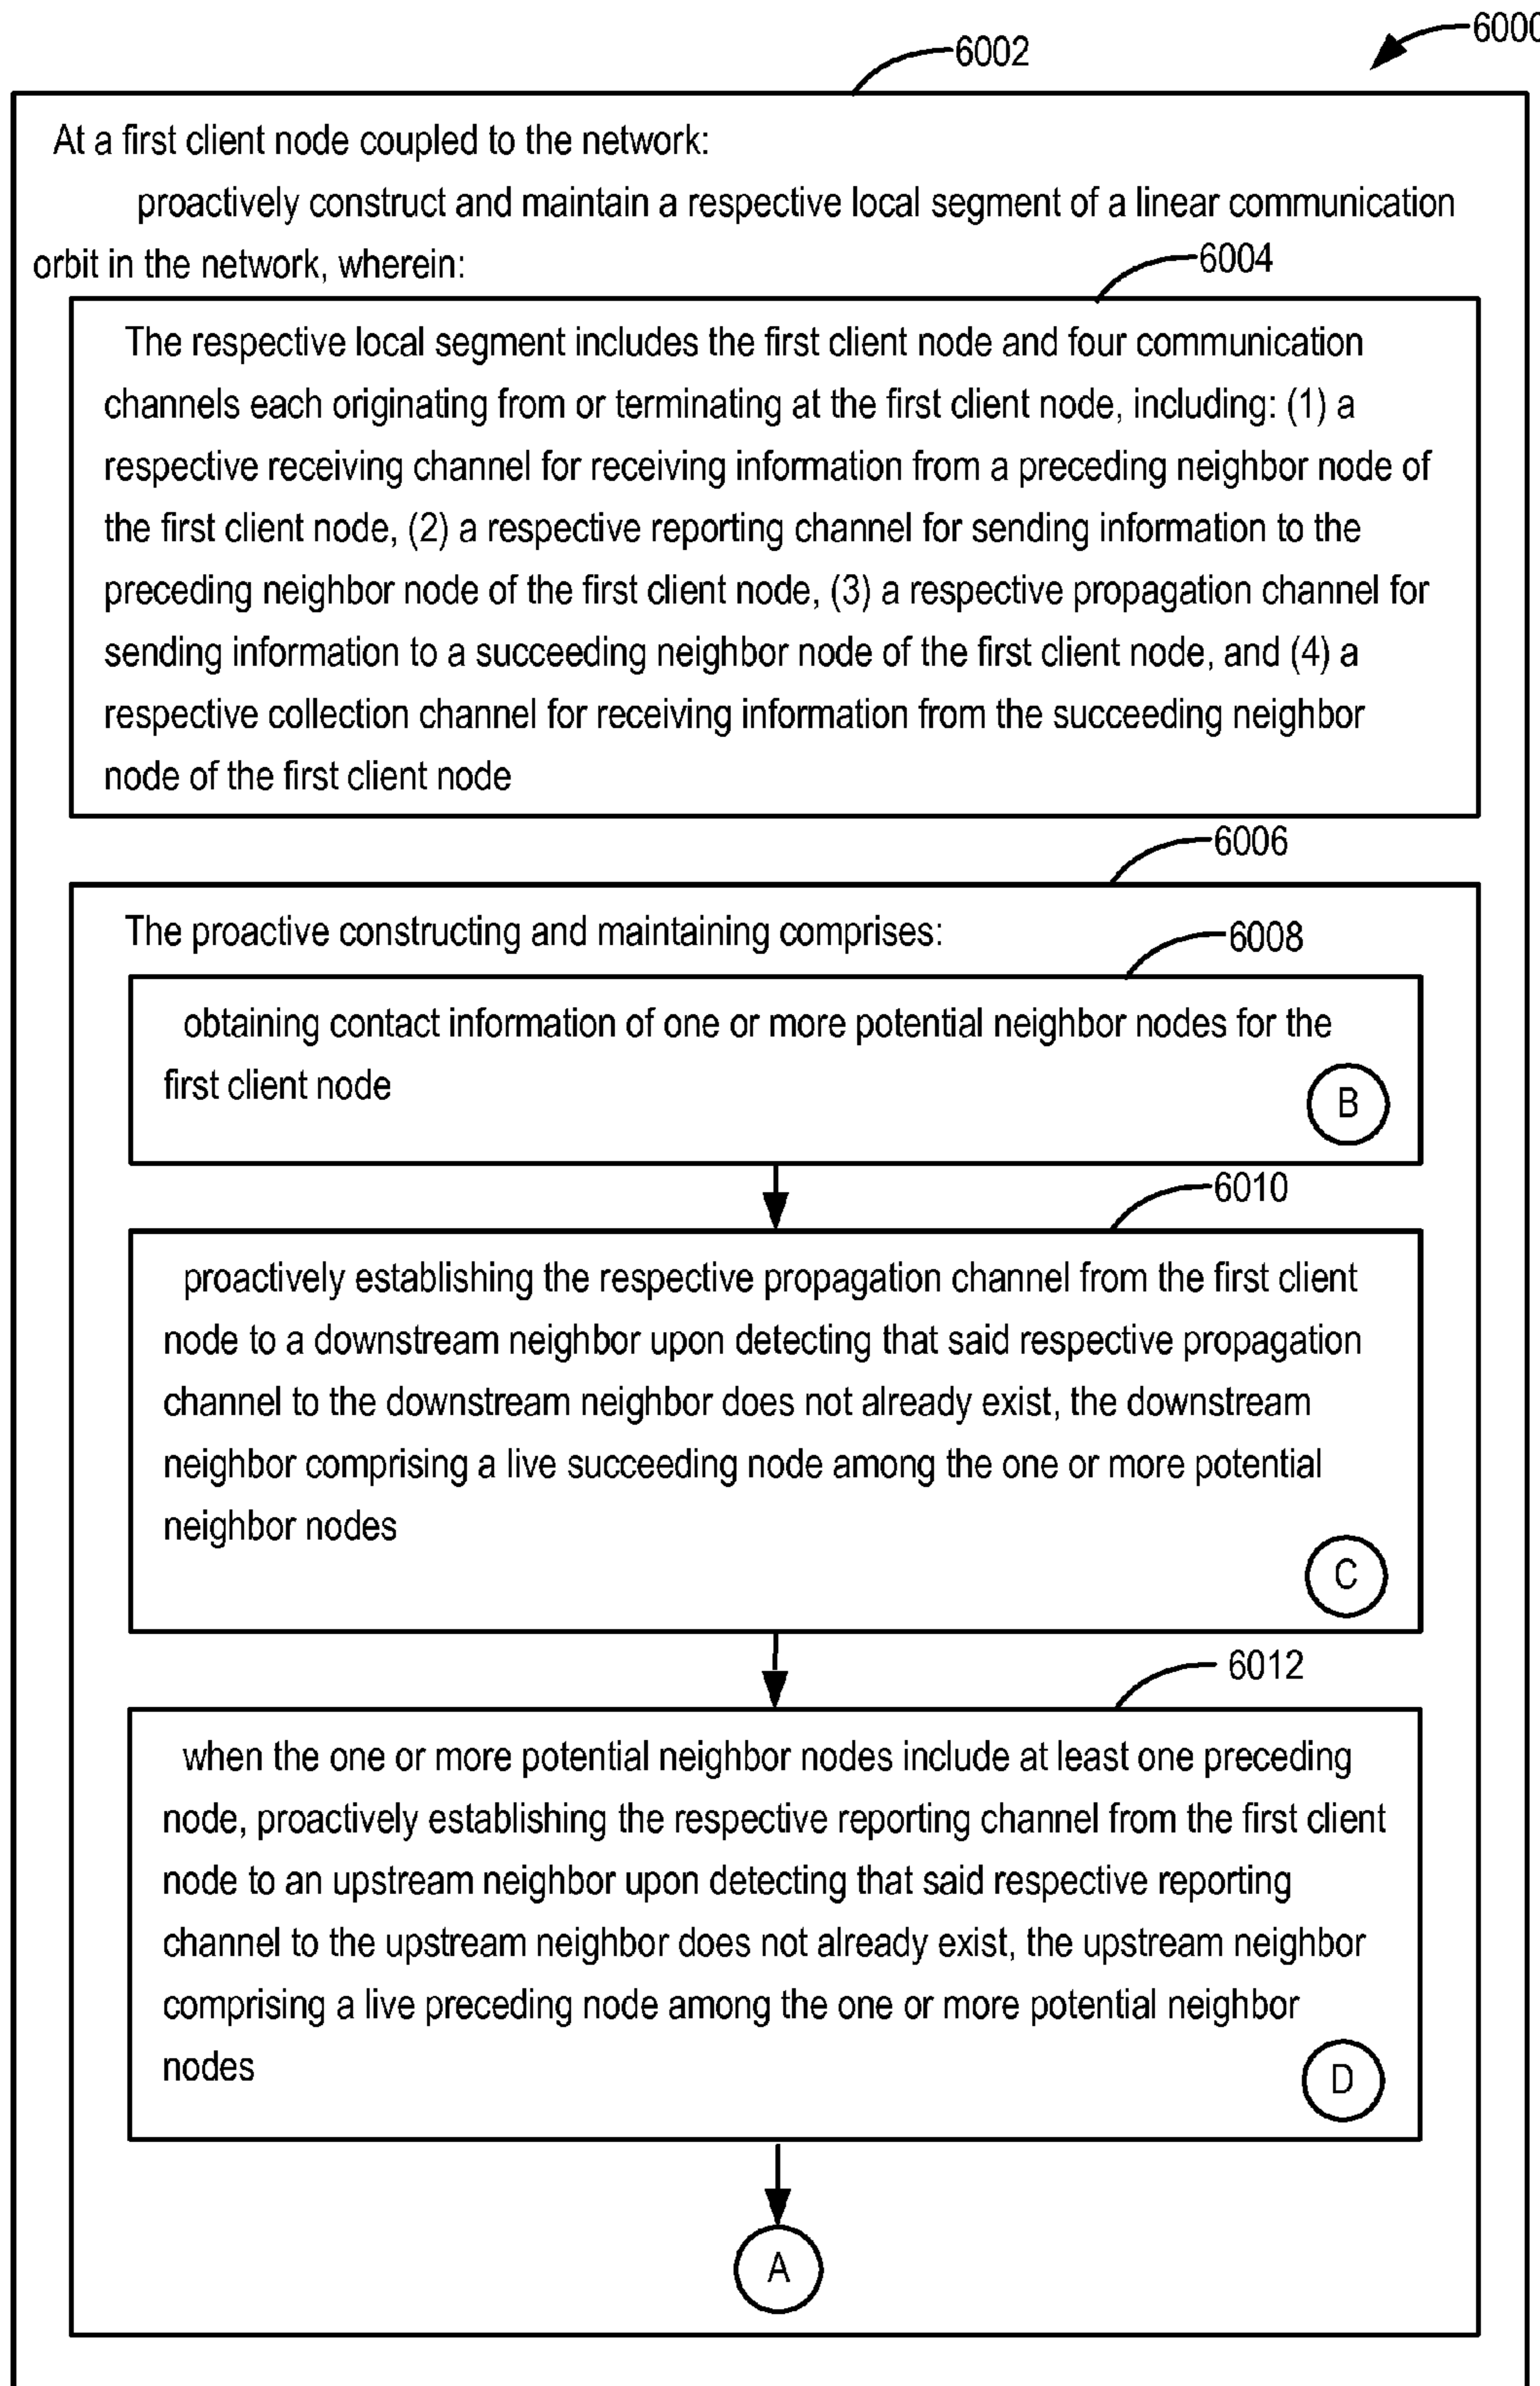 6000
6002
At a first client node coupled to the network:
proactively construct and maintain a respective local segment of a linear communication
orbit in the network, wherein:
6004
The respective local segment includes the first client node and four communication
channels each originating from or terminating at the first client node, including: (1) a
respective receiving channel for receiving information from a preceding neighbor node of
the first client node, (2) a respective reporting channel for sending information to the
preceding neighbor node of the first client node, (3) a respective propagation channel for
sending information to a succeeding neighbor node of the first client node, and (4) a
respective collection channel for receiving information from the succeeding neighbor
node of the first client node
6006
The proactive constructing and maintaining comprises:
6008
obtaining contact information of one or more potential neighbor nodes for the
first client node
B
6010
proactively establishing the respective propagation channel from the first client
node to a downstream neighbor upon detecting that said respective propagation
channel to the downstream neighbor does not already exist, the downstream
neighbor comprising a live succeeding node among the one or more potential
neighbor nodes
C
6012
when the one or more potential neighbor nodes include at least one preceding
node, proactively establishing the respective reporting channel from the first client
node to an upstream neighbor upon detecting that said respective reporting
channel to the upstream neighbor does not already exist, the upstream neighbor
comprising a live preceding node among the one or more potential neighbor
nodes
D
A